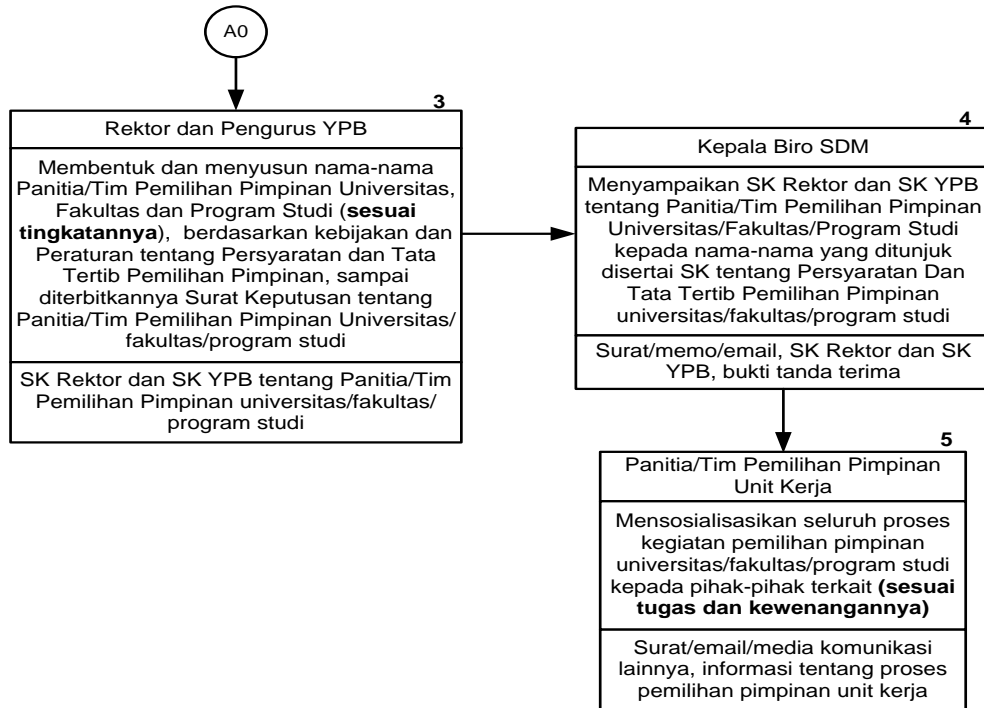 A0
3
Rektor dan Pengurus YPB
Membentuk dan menyusun nama-nama
Panitia/Tim Pemilihan Pimpinan Universitas,
Fakultas dan Program Studi (sesuai
tingkatannya), berdasarkan kebijakan dan
Peraturan tentang Persyaratan dan Tata
Tertib Pemilihan Pimpinan, sampai
diterbitkannya Surat Keputusan tentang
Panitia/Tim Pemilihan Pimpinan Universitas/
fakultas/program studi
SK Rektor dan SK YPB tentang Panitia/Tim
Pemilihan Pimpinan universitas/fakultas/
program studi
4
Kepala Biro SDM
Menyampaikan SK Rektor dan SK YPB
tentang Panitia/Tim Pemilihan Pimpinan
Universitas/Fakultas/Program Studi
kepada nama-nama yang ditunjuk
disertai SK tentang Persyaratan Dan
Tata Tertib Pemilihan Pimpinan
universitas/fakultas/program studi
Surat/memo/email, SK Rektor dan SK
YPB, bukti tanda terima
5
Panitia/Tim Pemilihan Pimpinan
Unit Kerja
Mensosialisasikan seluruh proses
kegiatan pemilihan pimpinan
universitas/fakultas/program studi
kepada pihak-pihak terkait (sesuai
tugas dan kewenangannya)
Surat/email/media komunikasi
lainnya, informasi tentang proses
pemilihan pimpinan unit kerja